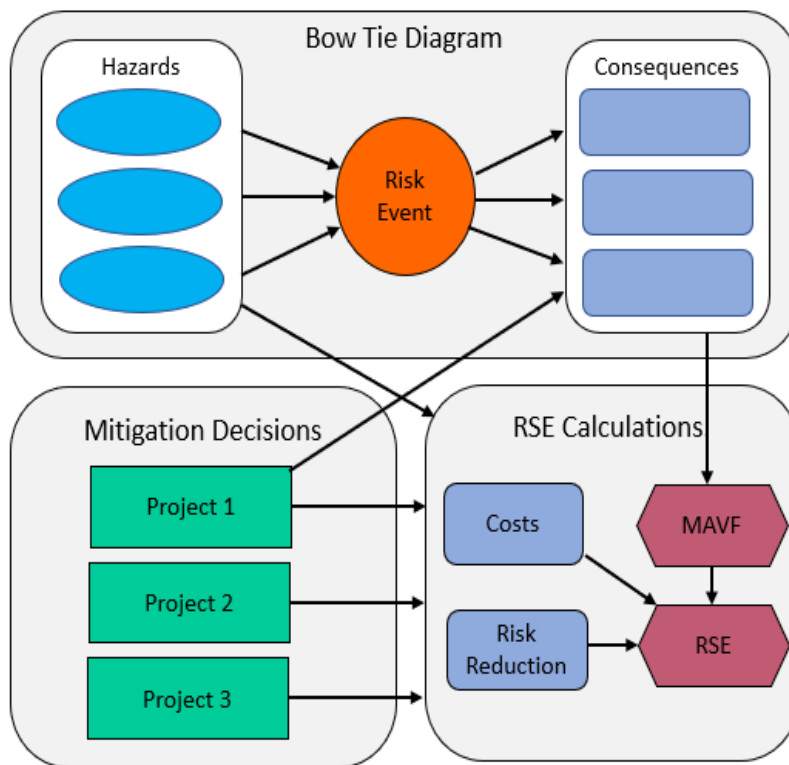 Bow Tie Diagram
Hazards
Consequences
Risk
Event
Mitigation Decisions
Project 1
Project 2
Project 3
RSE Calculations
Costs
MAVF
Risk
Reduction
RSE